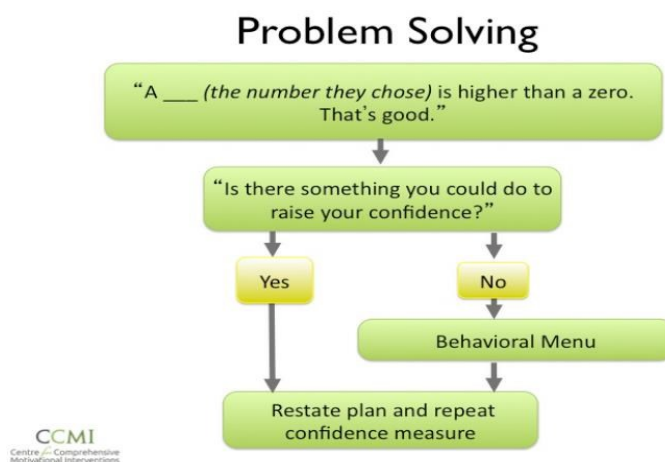 Problem Solving
“A ___ (the number they chose) is higher than a zero.
That’s good.”
“Is there something you could do to
raise your confidence?”
Yes
No
Behavioral Menu
Restate plan and repeat
confidence measure
CCMI
Centre for Comprehensive
Motivational Interventions